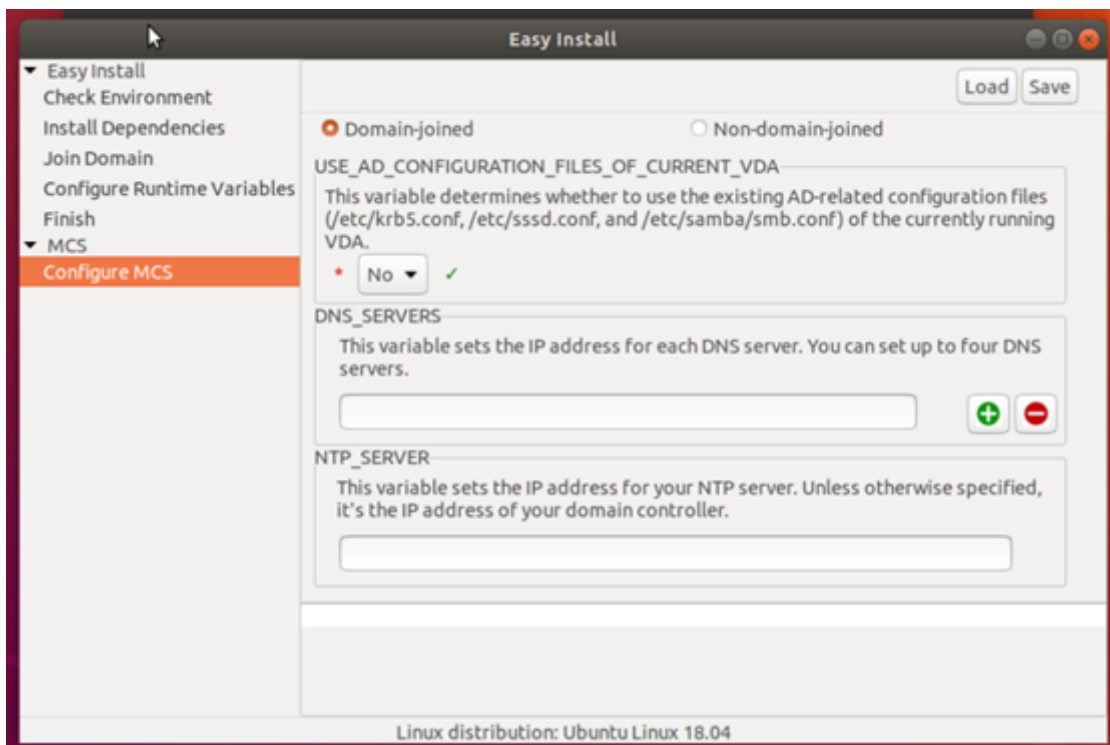 Easy Install
Easy Install
Check Environment
Install Dependencies
Join Domain
Configure Runtime Variables
Finish
MCS
Configure MCS
Load Save
Domain-joined Non-domain-joined
USE_AD_CONFIGURATION_FILES_OF_CURRENT_VDA
This variable determines whether to use the existing AD-related configuration files
(/etc/krb5.conf, /etc/sssd.conf, and /etc/samba/smb.conf) of the currently running
VDA.
* No ✓
DNS_SERVERS
This variable sets the IP address for each DNS server. You can set up to four DNS
servers.
NTP_SERVER
This variable sets the IP address for your NTP server. Unless otherwise specified,
it's the IP address of your domain controller.
Linux distribution: Ubuntu Linux 18.04